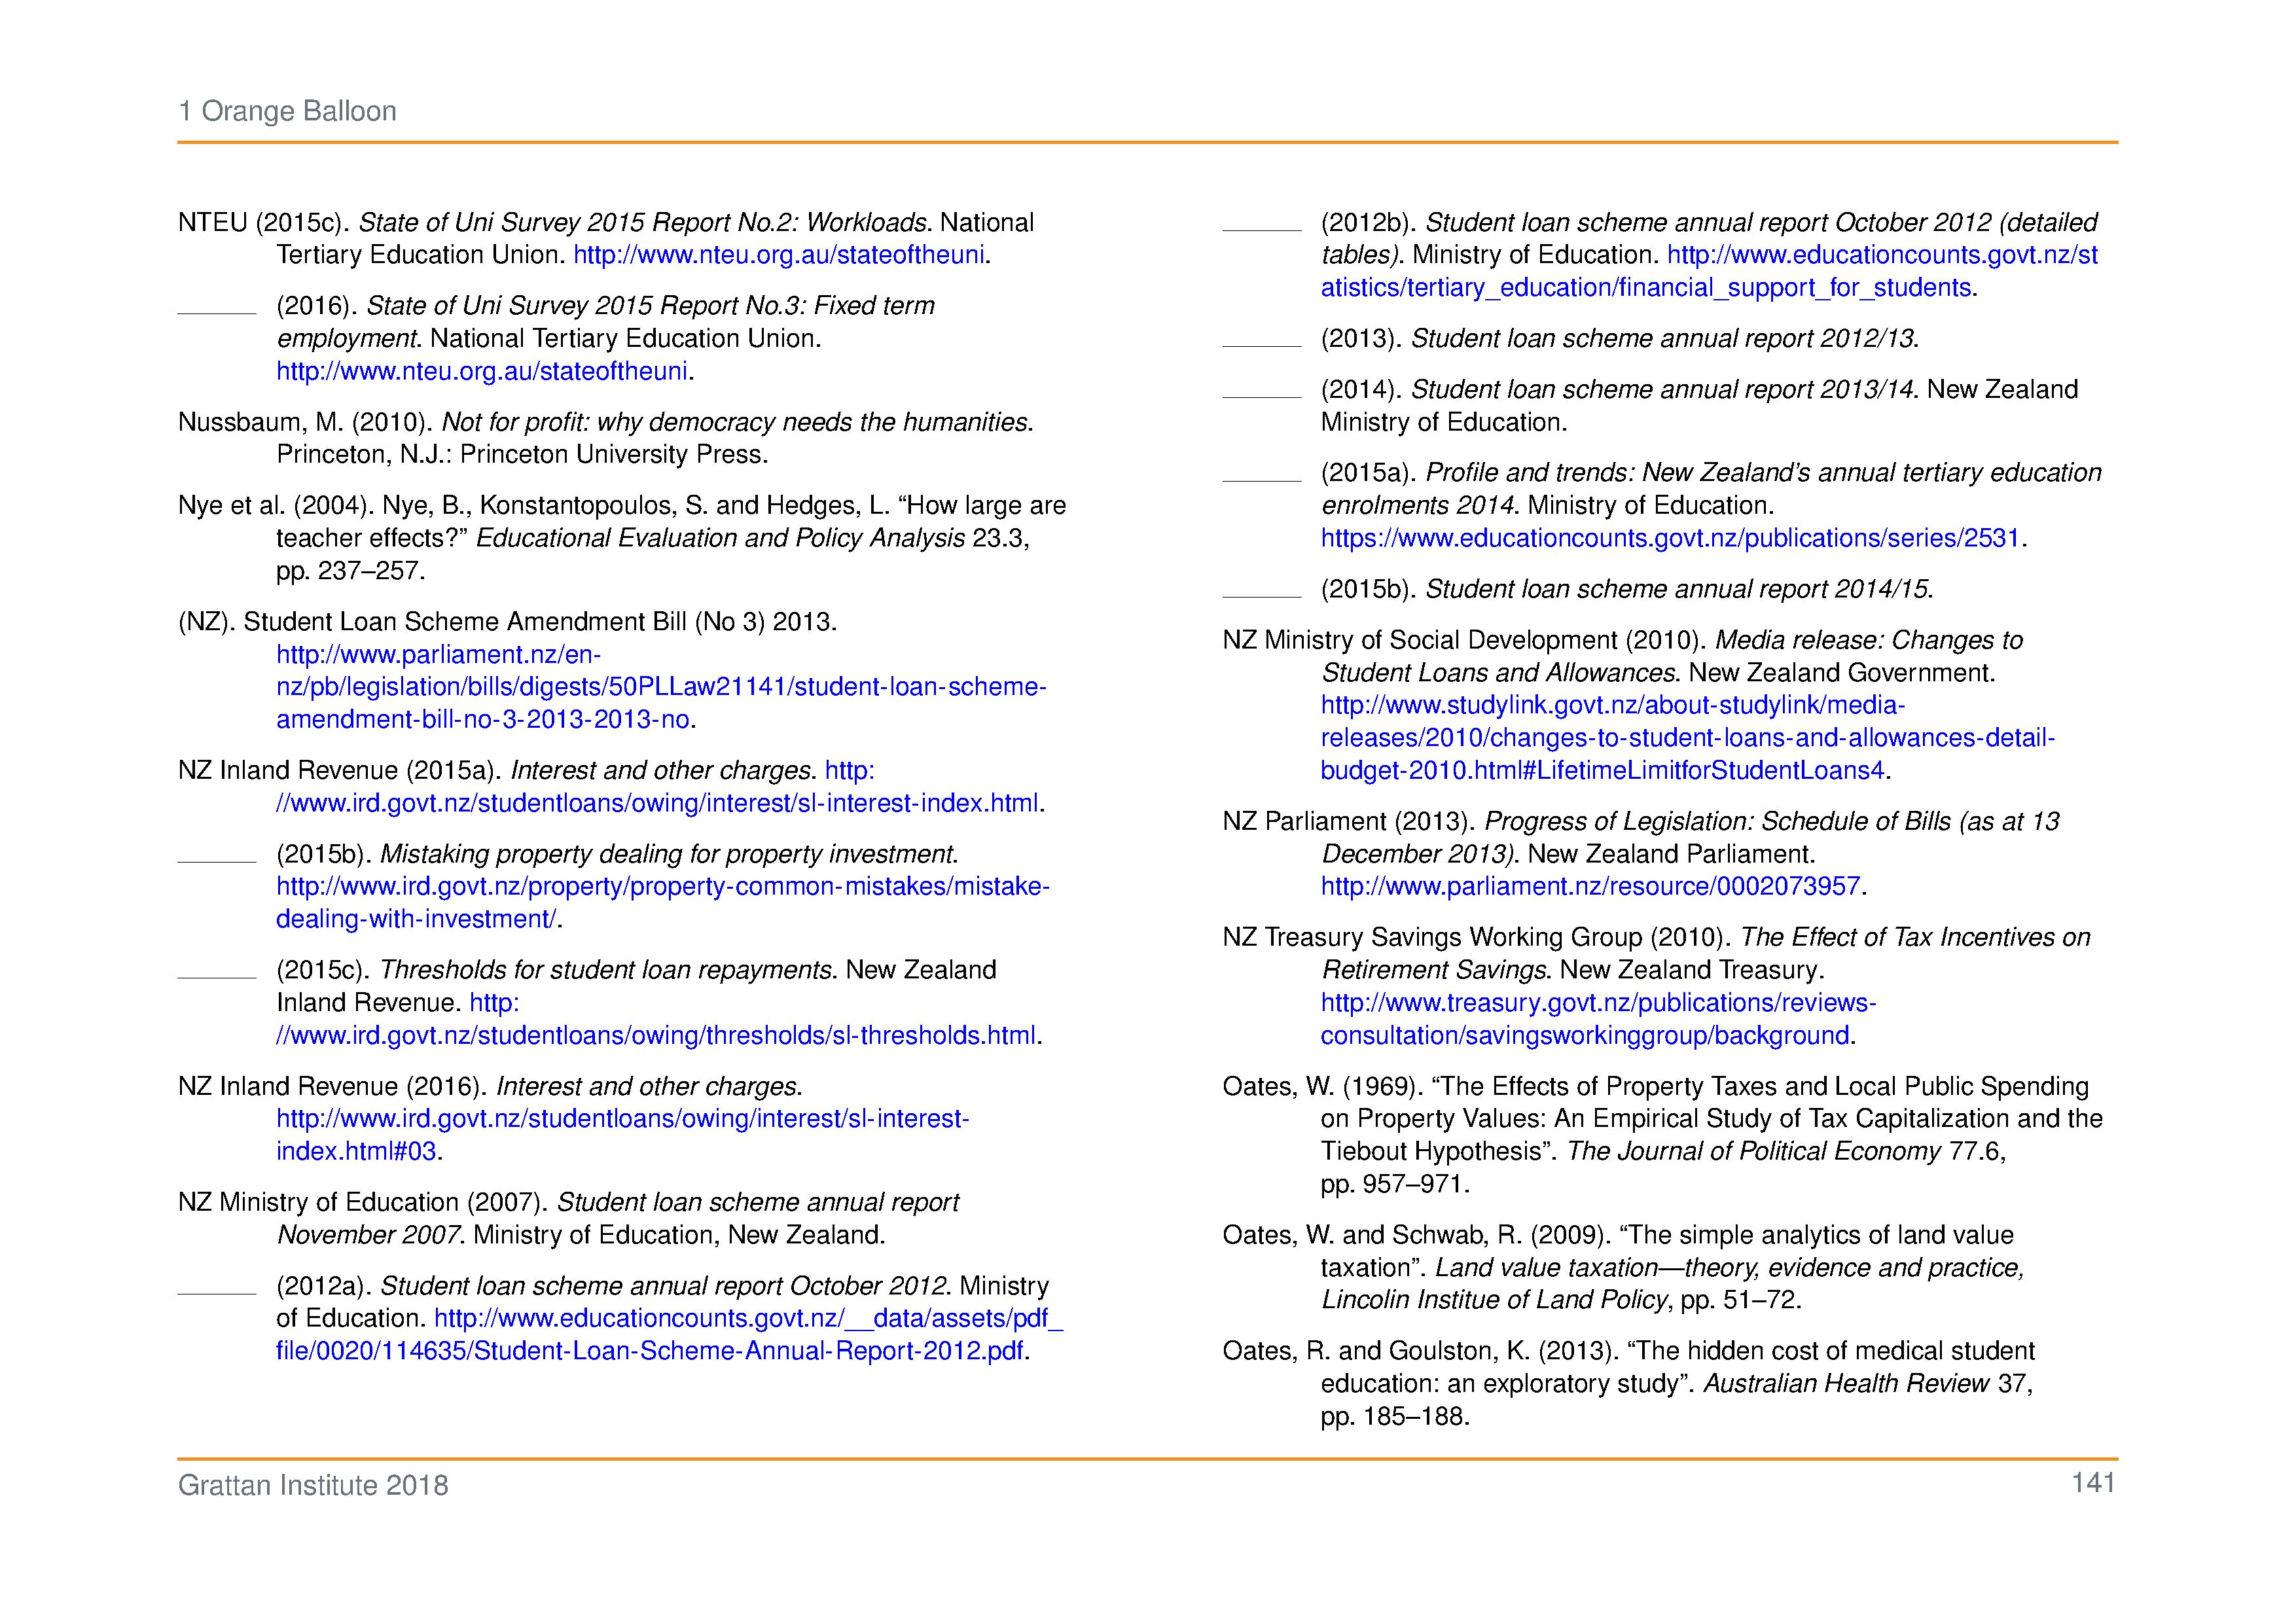 1 Orange Balloon
NTEU (2015c). State of Uni Survey 2015 Report No.2: Workloads. National
Tertiary Education Union. http://www.nteu.org.au/stateoftheuni.
(2016). State of Uni Survey 2015 Report No.3: Fixed term
employment. National Tertiary Education Union.
http://www.nteu.org.au/stateoftheuni.
Nussbaum, M. (2010). Not for profit: why democracy needs the humanities.
Princeton, N.J.: Princeton University Press.
Nye et al. (2004). Nye, B., Konstantopoulos, S. and Hedges, L. “How large are
teacher effects?” Educational Evaluation and Policy Analysis 23.3,
pp. 237–257.
(NZ). Student Loan Scheme Amendment Bill (No 3) 2013.
http://www.parliament.nz/en-
nz/pb/legislation/bills/digests/50PLLaw21141/student-loan-scheme-
amendment-bill-no-3-2013-2013-no.
NZ Inland Revenue (2015a). Interest and other charges. http:
//www.ird.govt.nz/studentloans/owing/interest/sl-interest-index.html.
(2015b). Mistaking property dealing for property investment.
http://www.ird.govt.nz/property/property-common-mistakes/mistake-
dealing-with-investment/.
(2015c). Thresholds for student loan repayments. New Zealand
Inland Revenue. http:
//www.ird.govt.nz/studentloans/owing/thresholds/sl-thresholds.html.
NZ Inland Revenue (2016). Interest and other charges.
http://www.ird.govt.nz/studentloans/owing/interest/sl-interest-
index.html#03.
NZ Ministry of Education (2007). Student loan scheme annual report
November 2007. Ministry of Education, New Zealand.
(2012a). Student loan scheme annual report October 2012. Ministry
of Education. http://www.educationcounts.govt.nz/__data/assets/pdf_
file/0020/114635/Student-Loan-Scheme-Annual-Report-2012.pdf.
(2012b). Student loan scheme annual report October 2012 (detailed
tables). Ministry of Education. http://www.educationcounts.govt.nz/st
atistics/tertiary_education/financial_support_for_students.
(2013). Student loan scheme annual report 2012/13.
(2014). Student loan scheme annual report 2013/14. New Zealand
Ministry of Education.
(2015a). Profile and trends: New Zealand’s annual tertiary education
enrolments 2014. Ministry of Education.
https://www.educationcounts.govt.nz/publications/series/2531.
(2015b). Student loan scheme annual report 2014/15.
NZ Ministry of Social Development (2010). Media release: Changes to
Student Loans and Allowances. New Zealand Government.
http://www.studylink.govt.nz/about-studylink/media-
releases/2010/changes-to-student-loans-and-allowances-detail-
budget-2010.html#LifetimeLimitforStudentLoans4.
NZ Parliament (2013). Progress of Legislation: Schedule of Bills (as at 13
December 2013). New Zealand Parliament.
http://www.parliament.nz/resource/0002073957.
NZ Treasury Savings Working Group (2010). The Effect of Tax Incentives on
Retirement Savings. New Zealand Treasury.
http://www.treasury.govt.nz/publications/reviews-
consultation/savingsworkinggroup/background.
Oates, W. (1969). “The Effects of Property Taxes and Local Public Spending
on Property Values: An Empirical Study of Tax Capitalization and the
Tiebout Hypothesis”. The Journal of Political Economy 77.6,
pp. 957–971.
Oates, W. and Schwab, R. (2009). “The simple analytics of land value
taxation”. Land value taxation—theory, evidence and practice,
Lincolin Institue of Land Policy, pp. 51–72.
Oates, R. and Goulston, K. (2013). “The hidden cost of medical student
education: an exploratory study”. Australian Health Review 37,
pp. 185–188.
Grattan Institute 2018
141